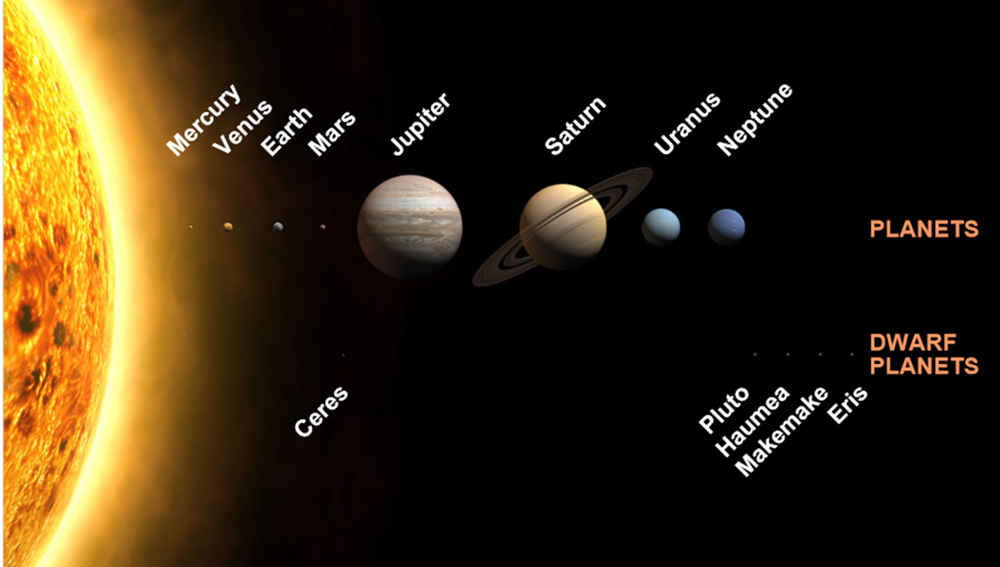 Mercury
Venus
Earth
Mars
Jupiter
Saturn
Uranus
Neptune
PLANETS
DWARF
PLANETS
Ceres
Pluto
Haumea
Makemake
Eris